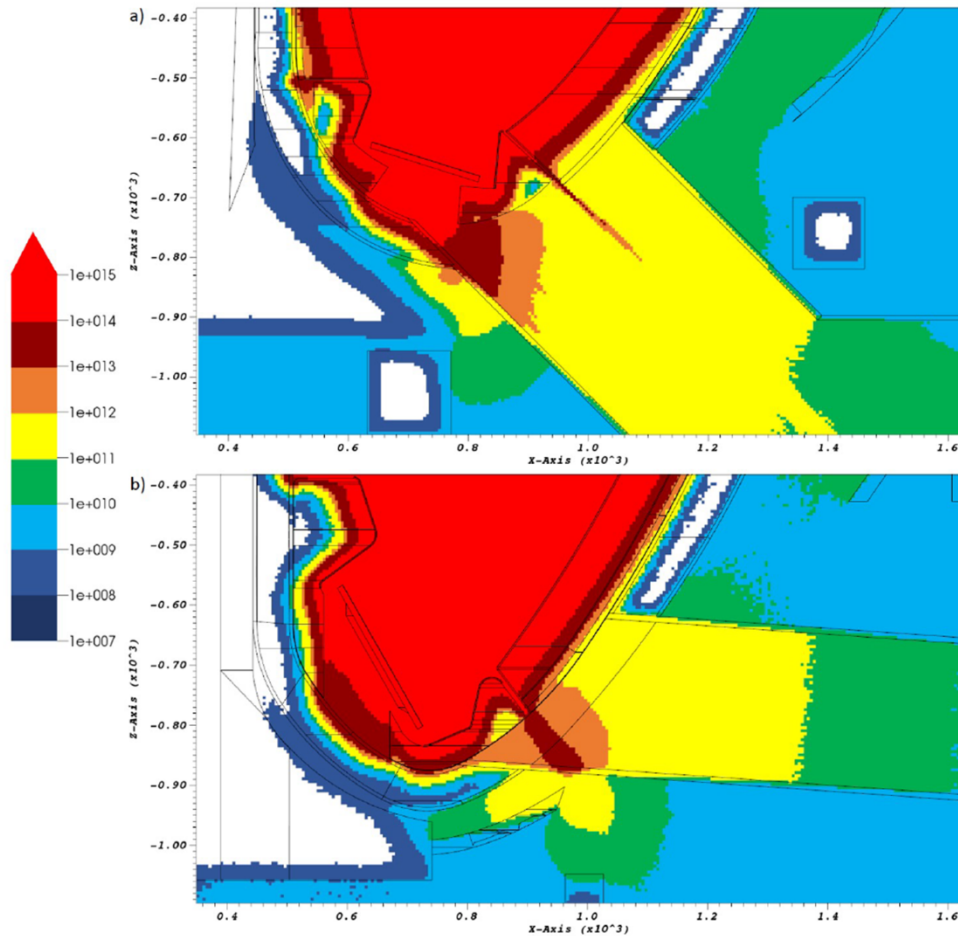 a)
-0.40
-0.50
-0.60
-0.70
-0.80
-0.90
-1.00
Z-Axis (x10^3)
0.4 0.6 0.8 1.0 1.2 1.4 1.6
X-Axis (x10^3)
1e+015
1e+014
1e+013
1e+012
1e+011
1e+010
1e+009
1e+008
1e+007
b)
-0.40
-0.50
-0.60
-0.70
-0.80
-0.90
-1.00
Z-Axis (x10^3)
0.4 0.6 0.8 1.0 1.2 1.4 1.6
X-Axis (x10^3)